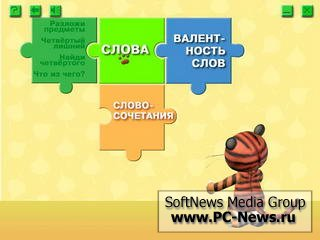 Разложи
предметы
Четвёртый
лишний
Найди
четвёртого
Что из чего?
СЛОВА
ВАЛЕНТ-
НОСТЬ
СЛОВ
СЛОВО-
СОЧЕТАНИЯ
SoftNews Media Group
www.PC-News.ru